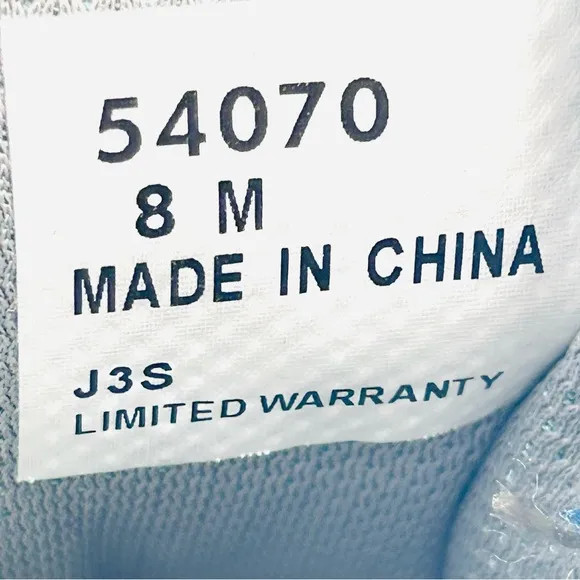 54070
8 M
MADE IN CHINA
J3S
LIMITED WARRANTY